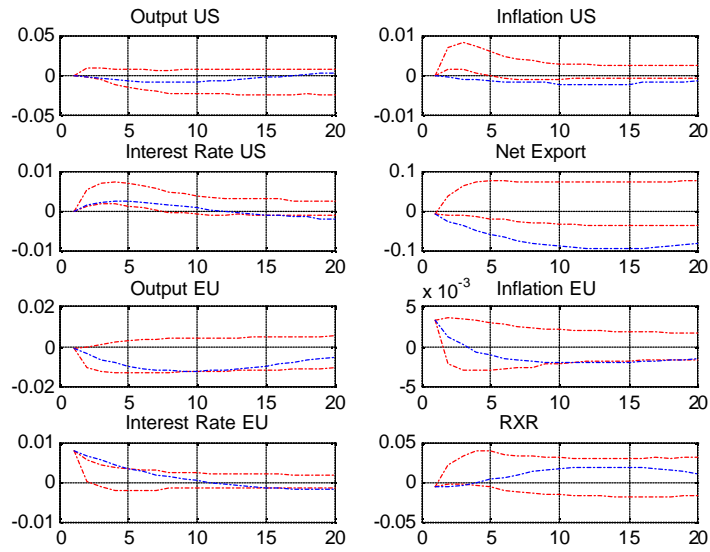 Output US
0.05
0
-0.05
0 5 10 15 20
Inflation US
0.01
0
-0.01
0 5 10 15 20
Interest Rate US
0.01
0
-0.01
0 5 10 15 20
Net Export
0.1
0
-0.1
0 5 10 15 20
Output EU
0.02
0
-0.02
0 5 10 15 20
x 10^-3
Inflation EU
5
0
-5
0 5 10 15 20
Interest Rate EU
0.01
0
-0.01
0 5 10 15 20
RXR
0.05
0
-0.05
0 5 10 15 20